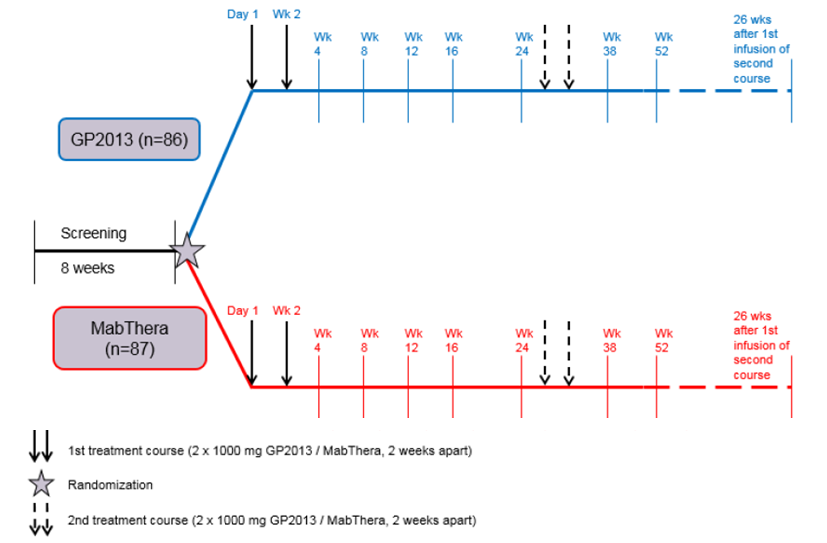 Day 1 Wk 2
Wk Wk Wk Wk Wk Wk Wk
4 8 12 16 24 38 52
26 wks
after 1st
infusion of
second
course
GP2013 (n=86)
Screening
8 weeks
MabThera
(n=87)
Day 1 Wk 2
Wk Wk Wk Wk Wk Wk Wk
4 8 12 16 24 38 52
26 wks
after 1st
infusion of
second
course
1st treatment course (2 x 1000 mg GP2013 / MabThera, 2 weeks apart)
Randomization
2nd treatment course (2 x 1000 mg GP2013 / MabThera, 2 weeks apart)